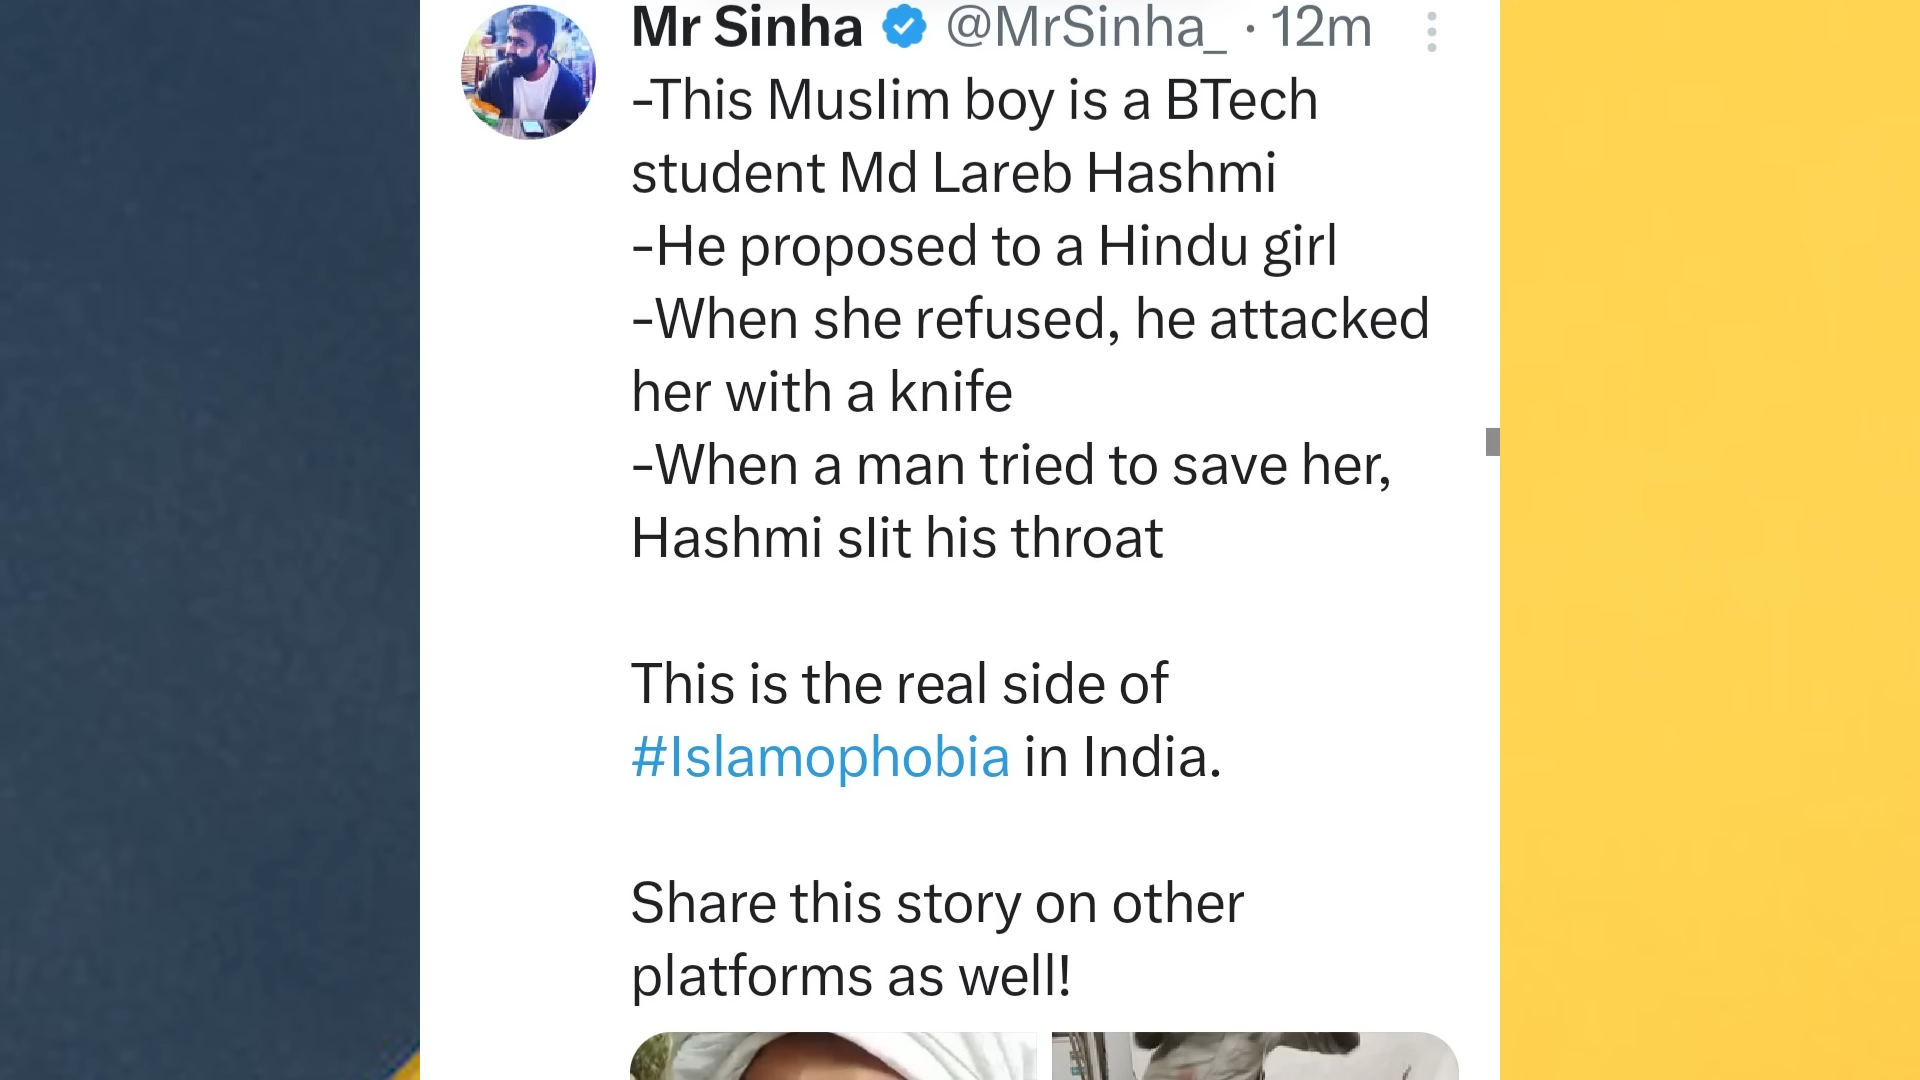 Mr Sinha @MrSinha_ · 12m
-This Muslim boy is a BTech
student Md Lareb Hashmi
-He proposed to a Hindu girl
-When she refused, he attacked
her with a knife
-When a man tried to save her,
Hashmi slit his throat
This is the real side of
#Islamophobia in India.
Share this story on other
platforms as well!